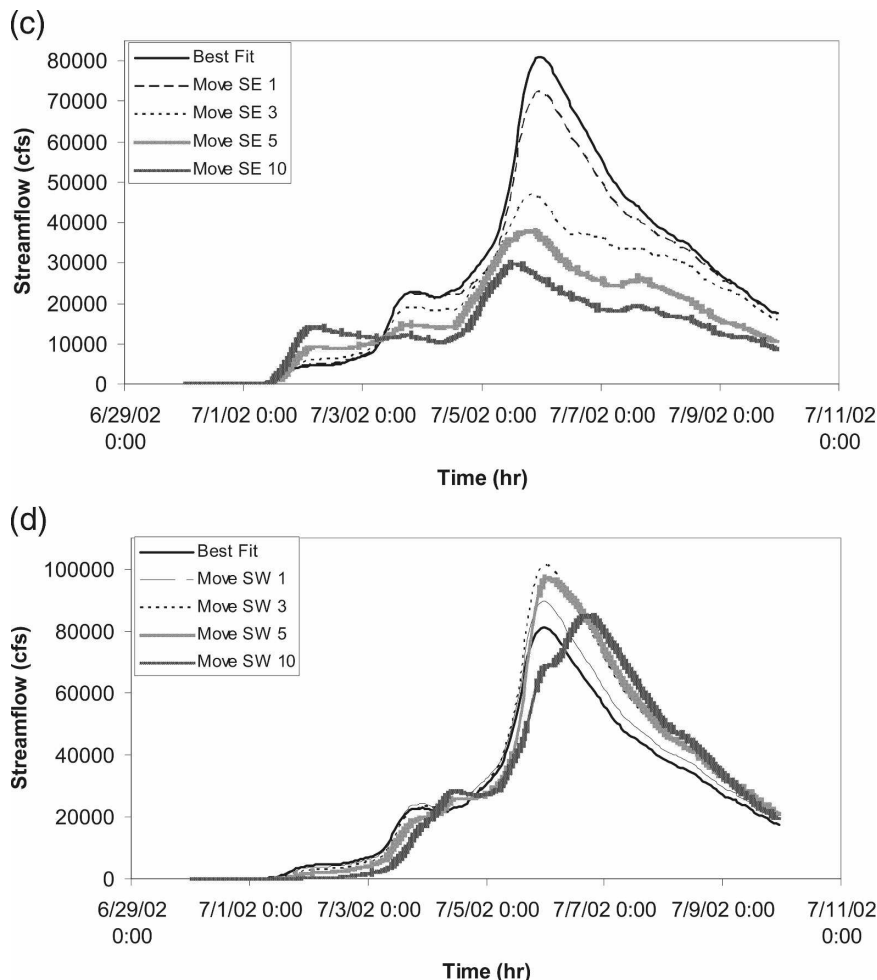 (c)
80000
70000
60000
50000
40000
30000
20000
10000
0
Streamflow (cfs)
Best Fit
Move SE 1
Move SE 3
Move SE 5
Move SE 10
6/29/02 0:00
7/1/02 0:00
7/3/02 0:00
7/5/02 0:00
7/7/02 0:00
7/9/02 0:00
7/11/02 0:00
Time (hr)
(d)
100000
80000
60000
40000
20000
0
Streamflow (cfs)
Best Fit
Move SW 1
Move SW 3
Move SW 5
Move SW 10
6/29/02 0:00
7/1/02 0:00
7/3/02 0:00
7/5/02 0:00
7/7/02 0:00
7/9/02 0:00
7/11/02 0:00
Time (hr)